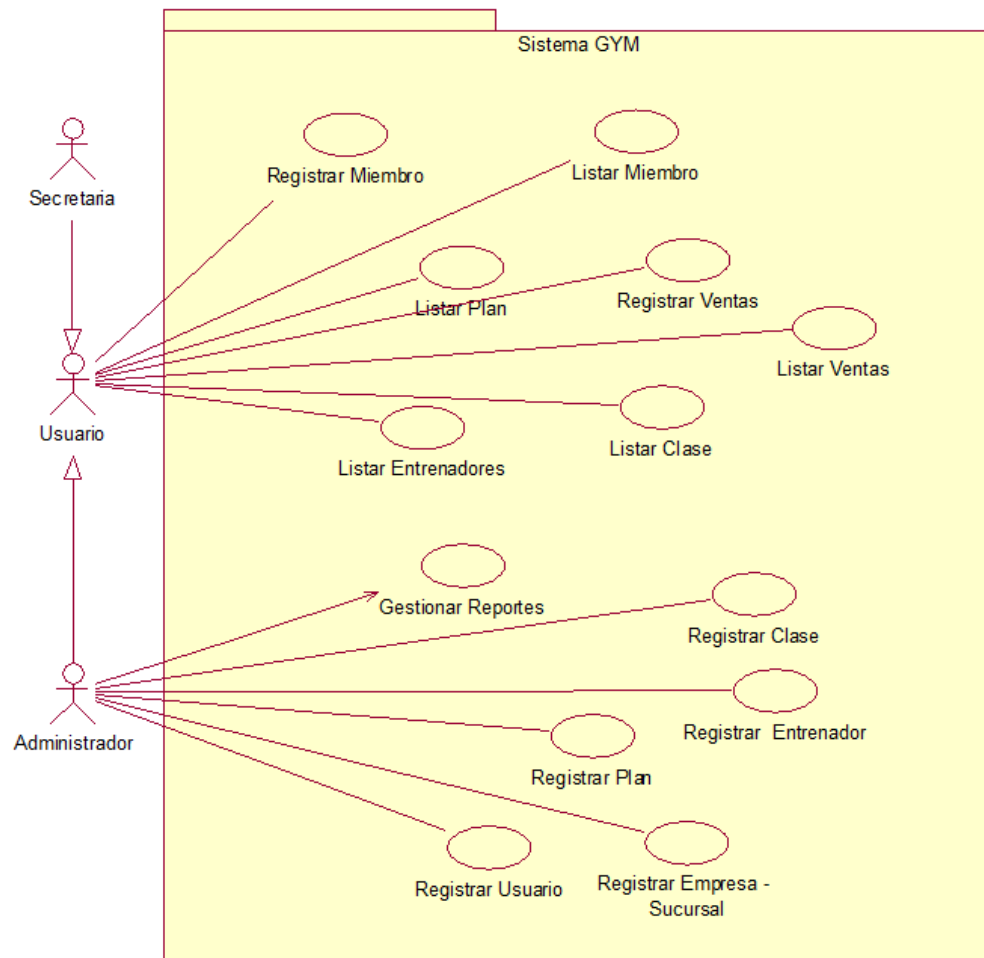 Sistema GYM
Secretaria
Registrar Miembro
Listar Miembro
Listar Plan
Registrar Ventas
Listar Ventas
Usuario
Listar Entrenadores
Listar Clase
Gestionar Reportes
Registrar Clase
Administrador
Registrar Entrenador
Registrar Plan
Registrar Usuario
Registrar Empresa -
Sucursal